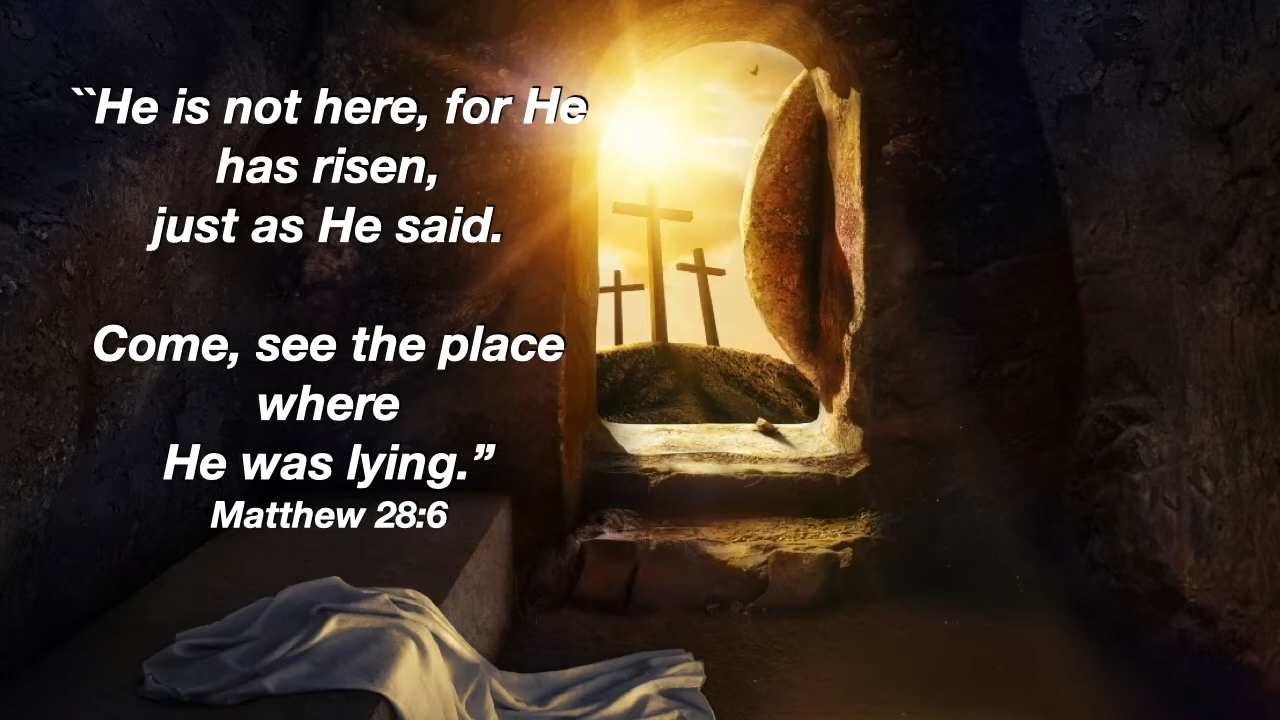 ``He is not here, for He
has risen,
just as He said.
Come, see the place
where
He was lying.”
Matthew 28:6